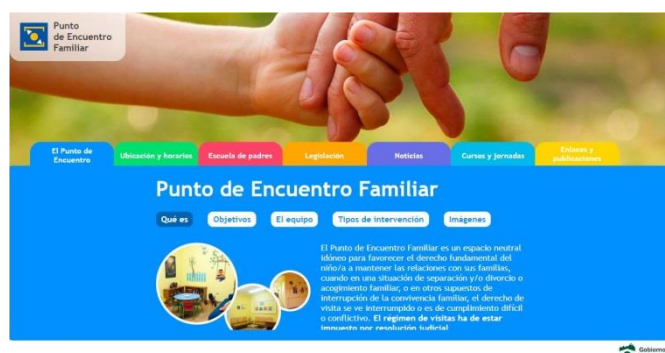 Punto
de Encuentro
Familiar
El Punto de
Encuentro
Ubicación y horarios
Escuela de padres
Legislación
Noticias
Cursos y jornadas
Enlaces y
publicaciones
Punto de Encuentro Familiar
Qué es
Objetivos
El equipo
Tipos de intervención
Imágenes
El Punto de Encuentro Familiar es un espacio neutral
idóneo para favorecer el derecho fundamental del
niño/a a mantener las relaciones con sus familias,
cuando en una situación de separación y/o divorcio o
acogimiento familiar, o en otros supuestos de
interrupción de la convivencia familiar, el derecho de
visita se ve interrumpido o es de cumplimiento difícil
o conflictivo. El régimen de visitas ha de estar
impuesto por resolución judicial
Gobierno